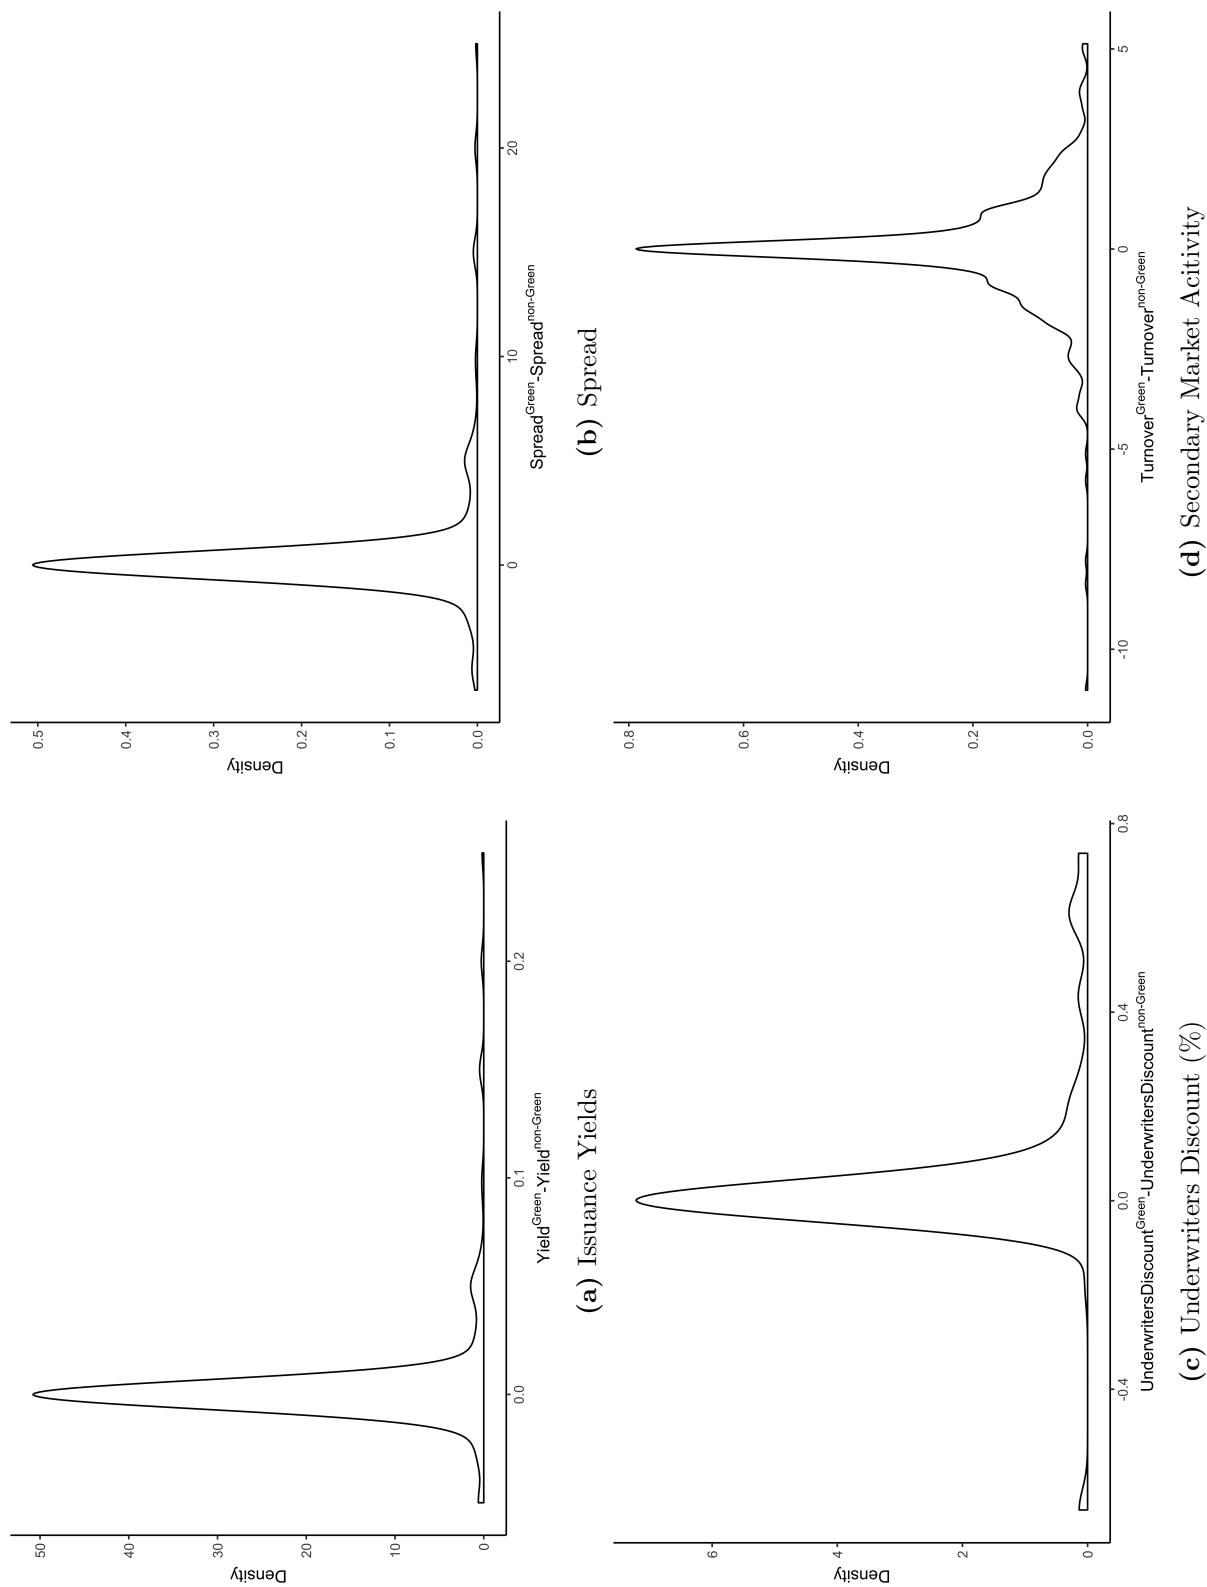 50
40
30
20
10
0
Density
0.0
0.1
0.2
Yield^Green-Yield^non-Green
(a) Issuance Yields
0.5
0.4
0.3
0.2
0.1
0.0
Density
0
10
20
Spread^Green-Spread^non-Green
(b) Spread
6
4
2
0
Density
-0.4
0.0
0.4
0.8
UnderwritersDiscount^Green-UnderwritersDiscount^non-Green
(c) Underwriters Discount (%)
0.8
0.6
0.4
0.2
0.0
Density
-10
-5
0
5
Turnover^Green-Turnover^non-Green
(d) Secondary Market Acitivity